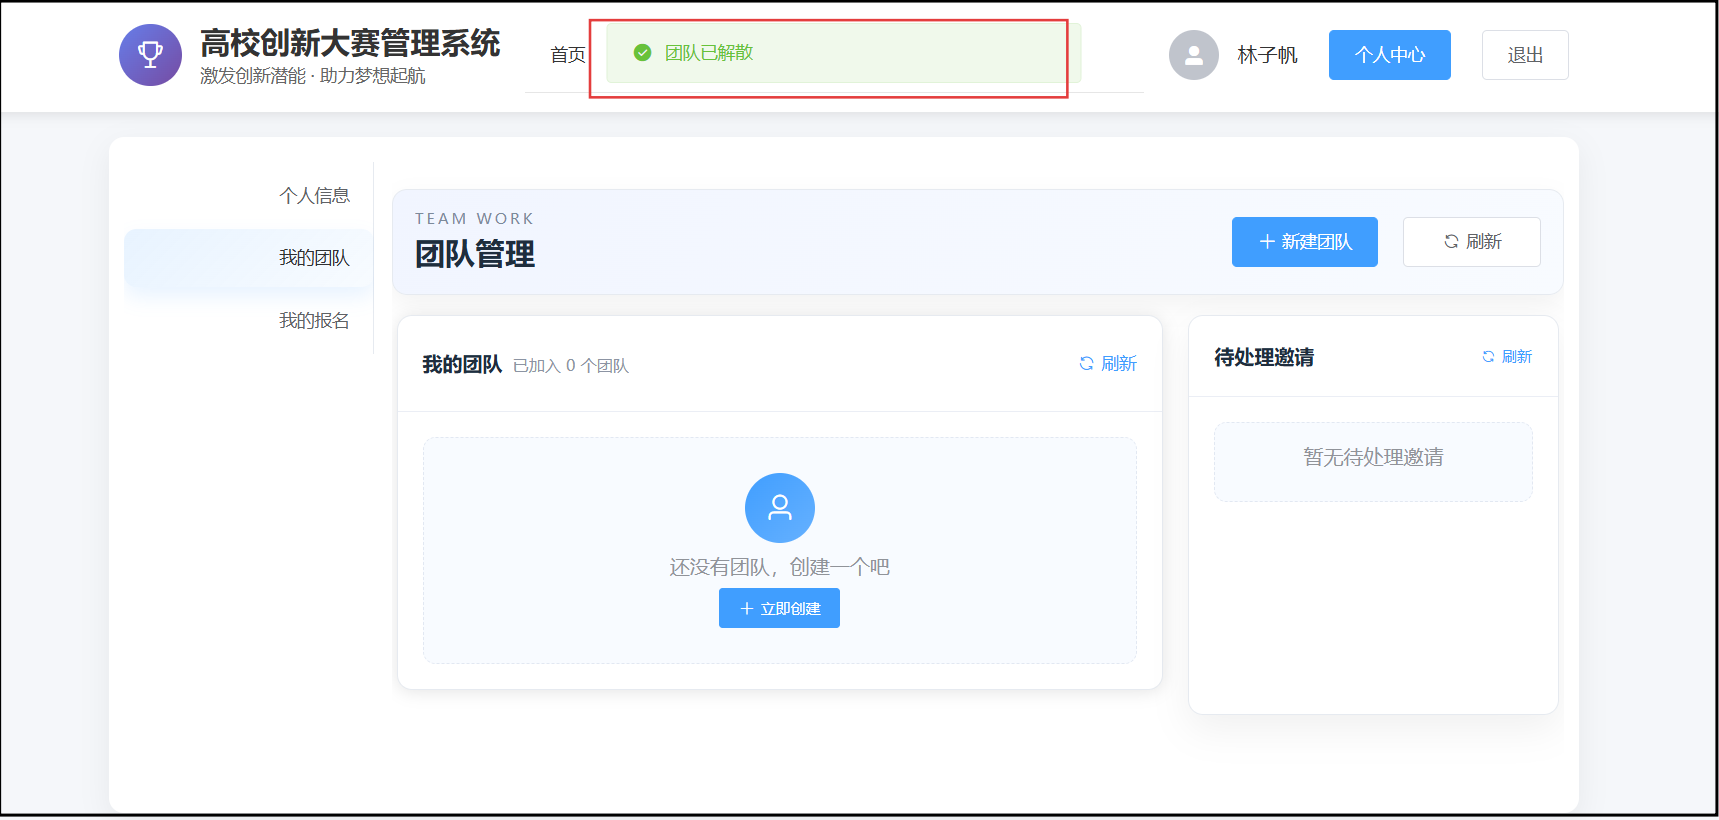 高校创新大赛管理系统
激发创新潜能 · 助力梦想起航
首页
团队已解散
林子帆
个人中心
退出
个人信息
我的团队
我的报名
TEAM WORK
团队管理
新建团队
刷新
我的团队 已加入 0 个团队
刷新
还没有团队，创建一个吧
立即创建
待处理邀请
刷新
暂无待处理邀请